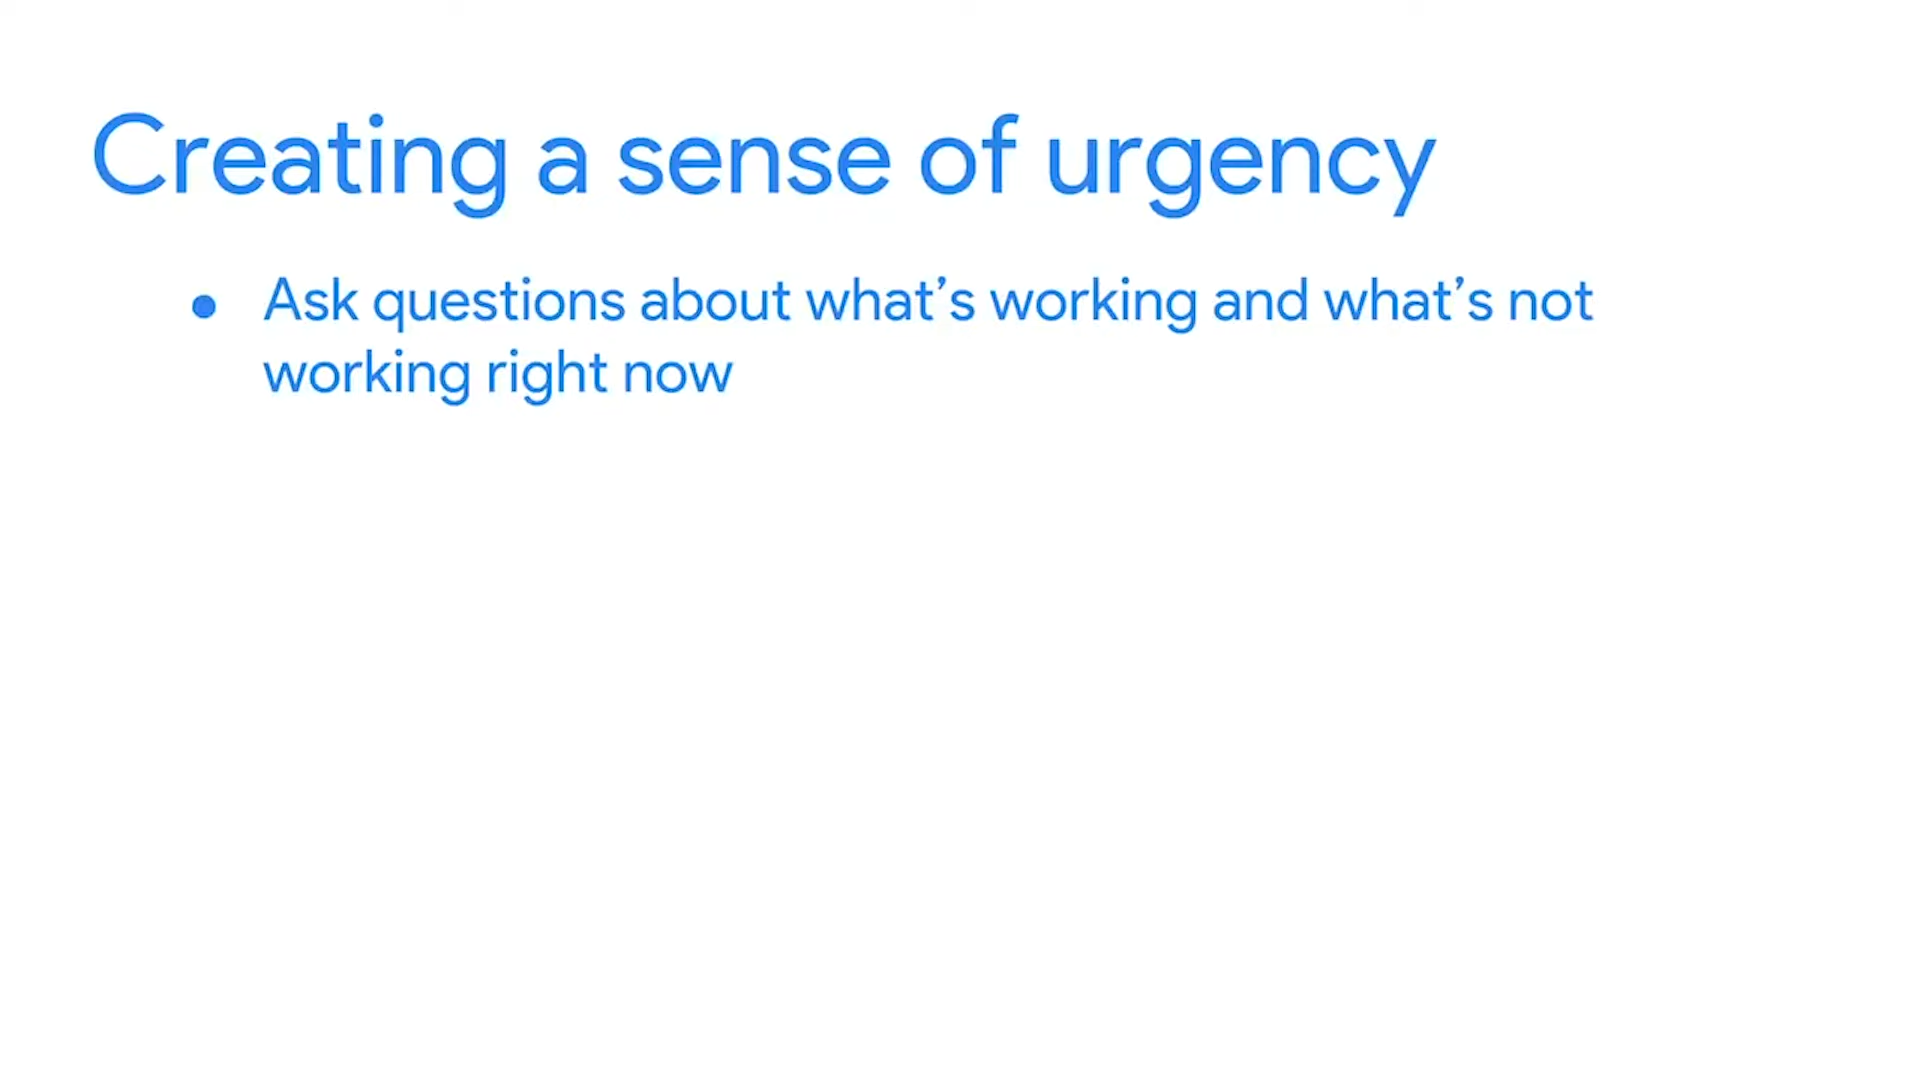 Creating a sense of urgency
● Ask questions about what’s working and what’s not
working right now